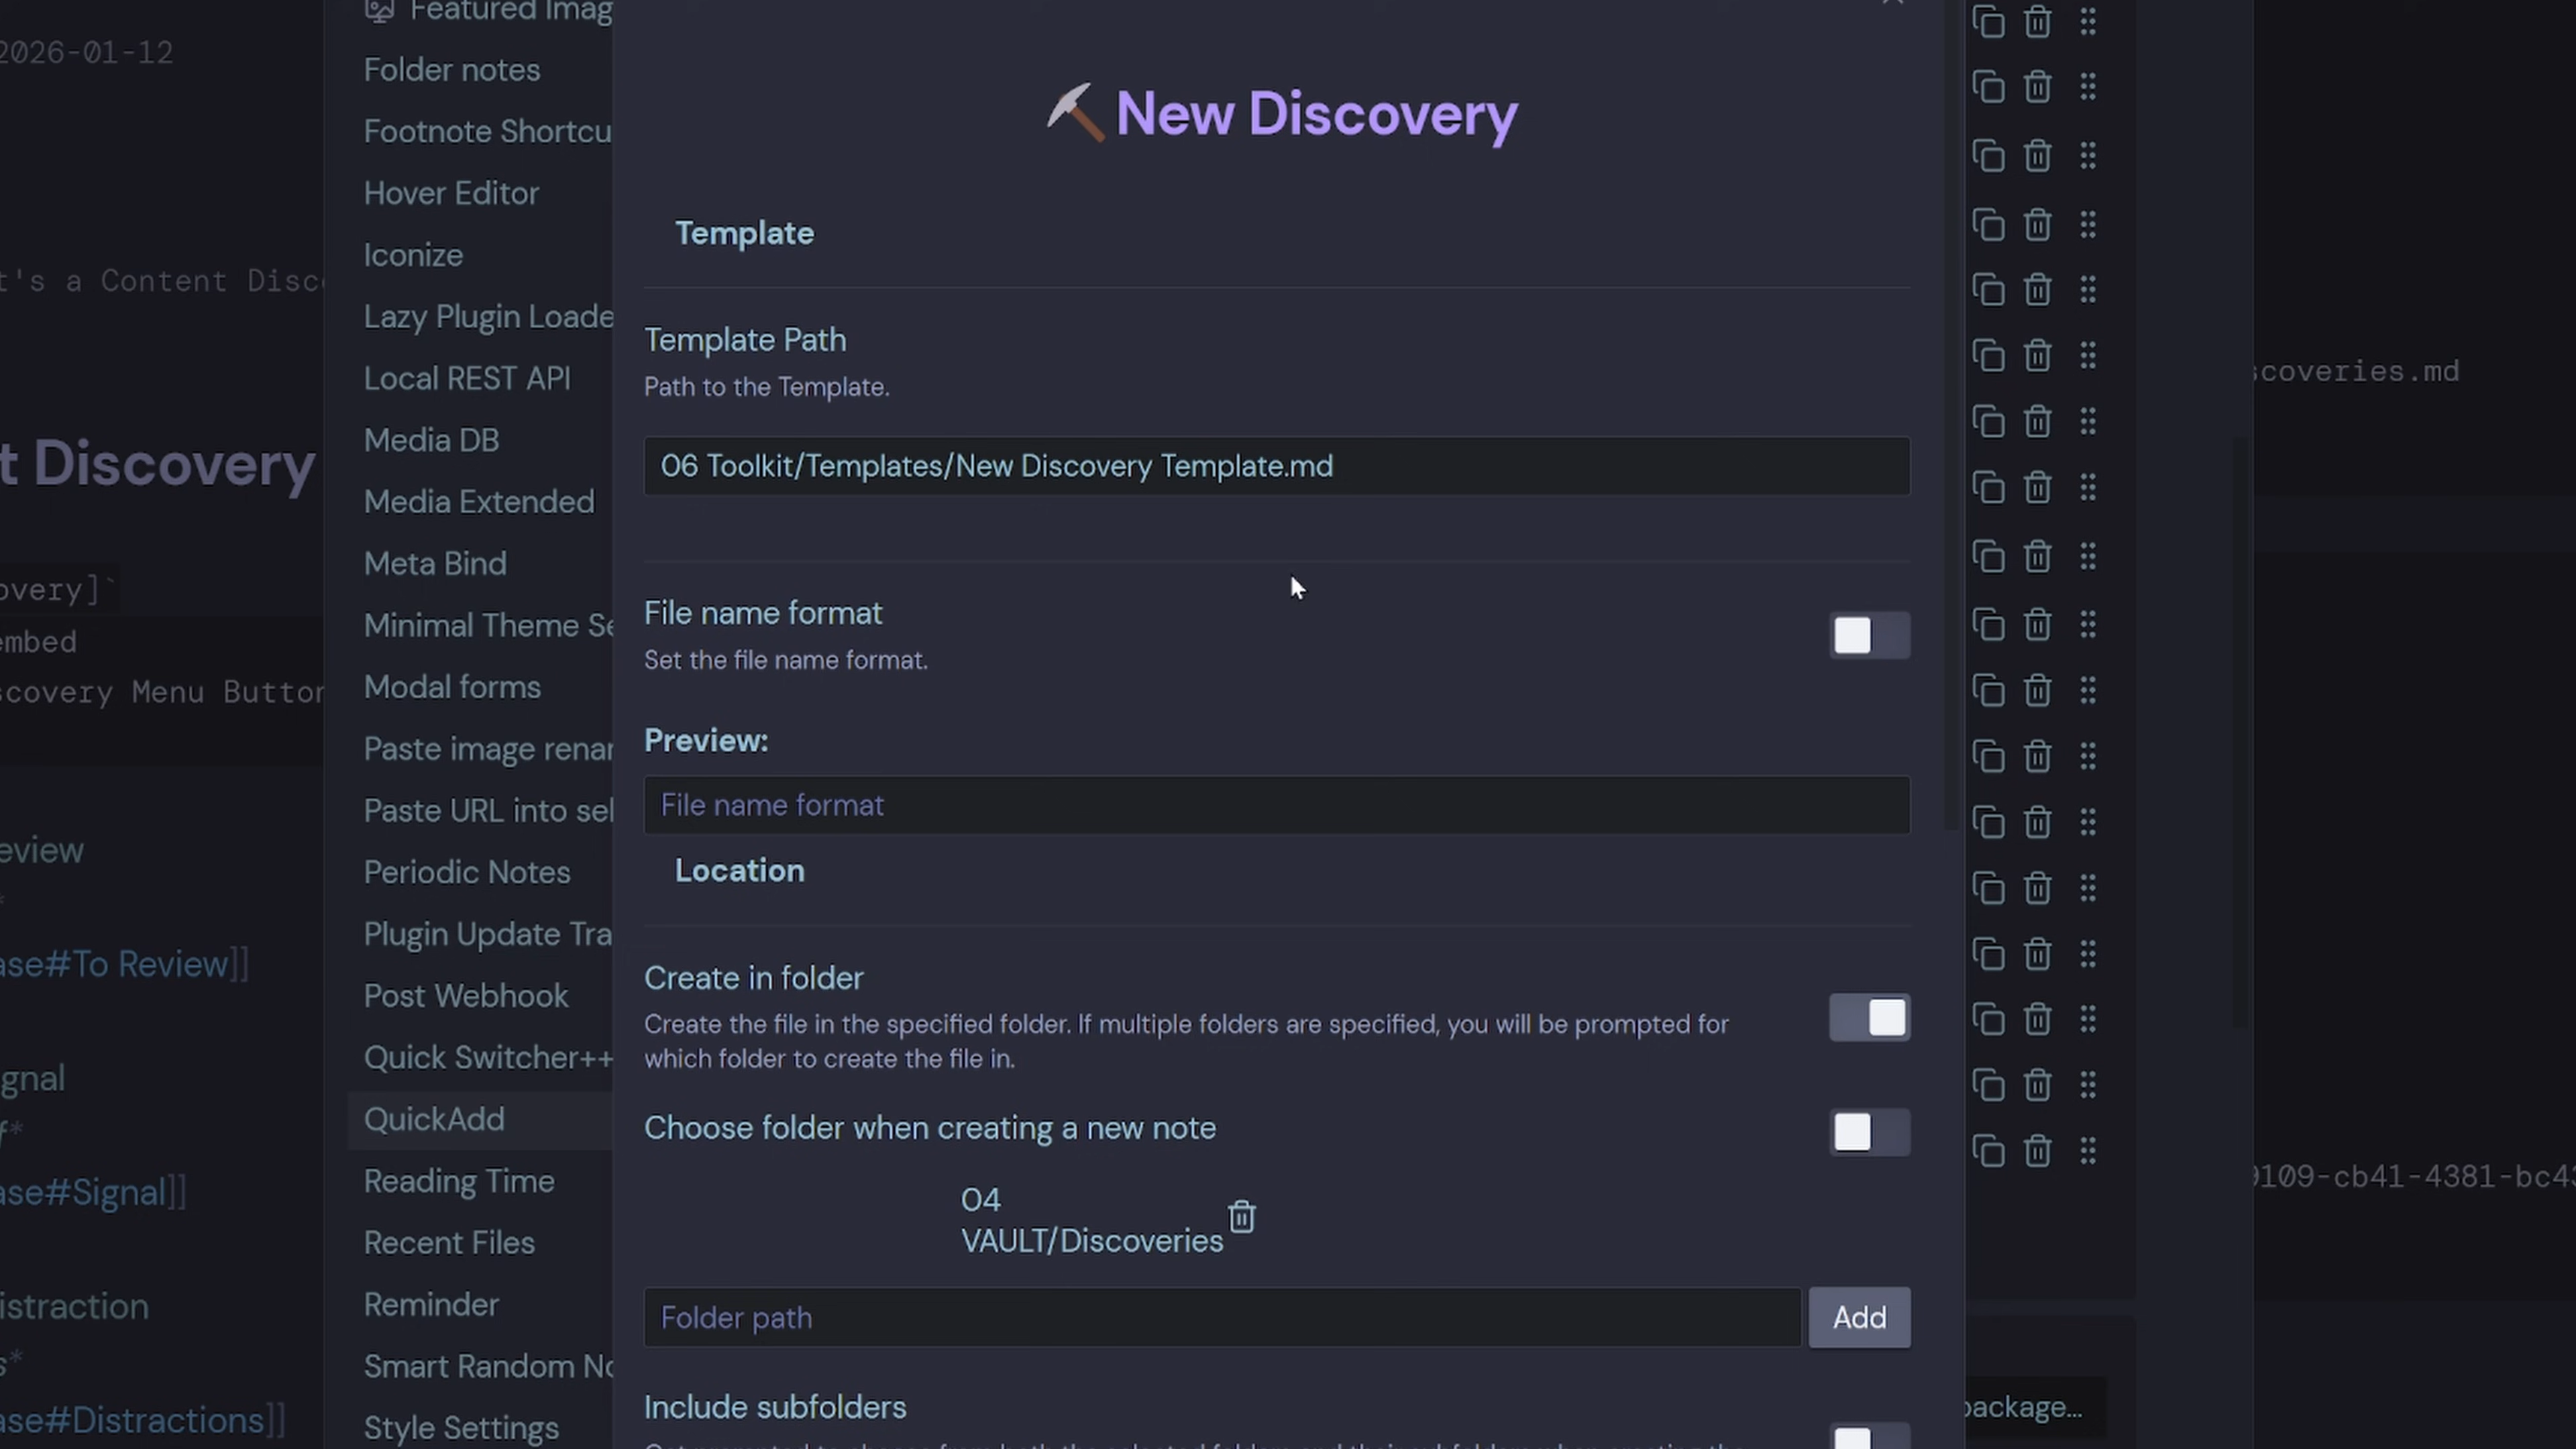 2026-01-12
t's a Content Disc
t Discovery
overy]`
embed
scovery Menu Button
eview
*
ase#To Review]]
gnal
f*
ase#Signal]]
istraction
s*
ase#Distractions]]
Featured Imag
Folder notes
Footnote Shortcu
Hover Editor
Iconize
Lazy Plugin Loade
Local REST API
Media DB
Media Extended
Meta Bind
Minimal Theme Se
Modal forms
Paste image renar
Paste URL into sel
Periodic Notes
Plugin Update Tra
Post Webhook
Quick Switcher++
QuickAdd
Reading Time
Recent Files
Reminder
Smart Random No
Style Settings
New Discovery
Template
Template Path
Path to the Template.
06 Toolkit/Templates/New Discovery Template.md
File name format
Set the file name format.
Preview:
File name format
Location
Create in folder
Create the file in the specified folder. If multiple folders are specified, you will be prompted for
which folder to create the file in.
Choose folder when creating a new note
04
VAULT/Discoveries
Folder path
Add
Include subfolders
scoveries.md
9109-cb41-4381-bc43
package...